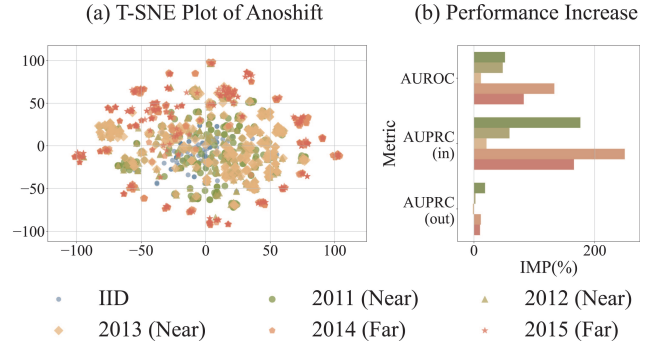 (a) T-SNE Plot of Anoshift
(b) Performance Increase
100
50
0
−50
−100
−100
−50
0
50
100
Metric
AUROC
AUPRC
(in)
AUPRC
(out)
0
200
IMP(%)
IID
2011 (Near)
2012 (Near)
2013 (Near)
2014 (Far)
2015 (Far)